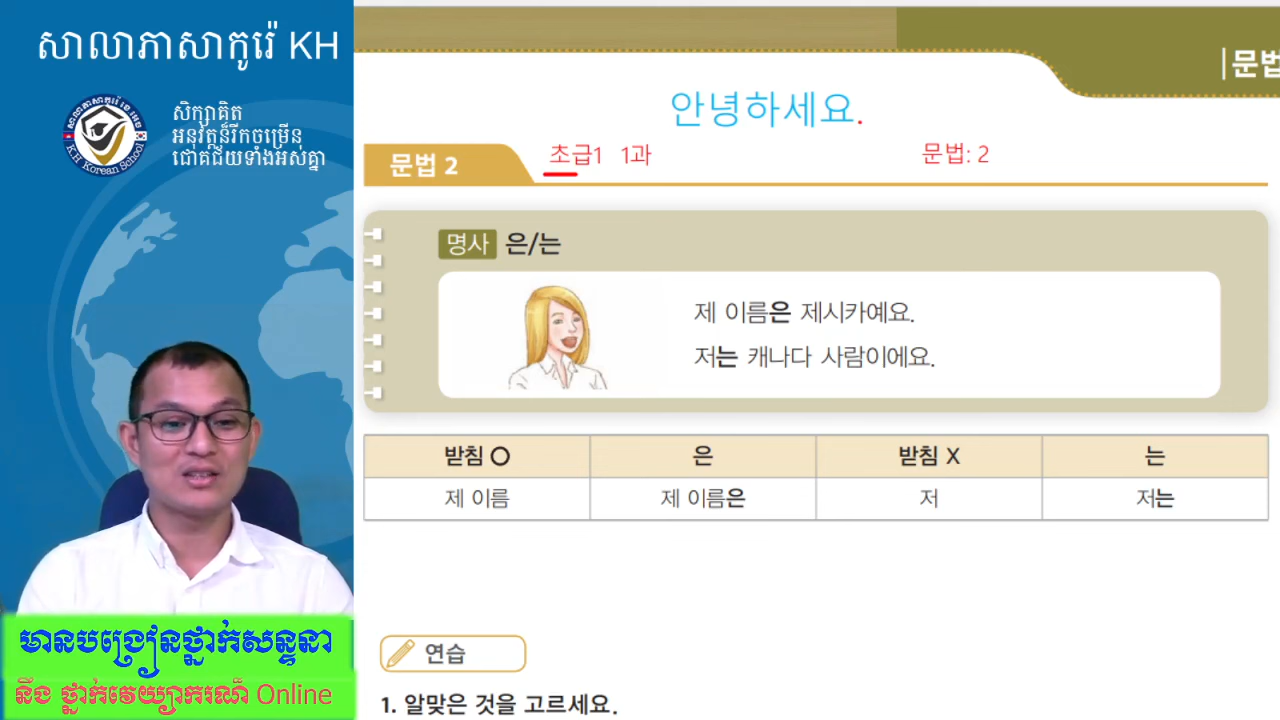 សាលាភាសាកូរ៉េ KH
សិក្សាគិត
អនុវត្តន៍រីកចម្រើន
ជោគជ័យទាំងអស់គ្នា
KH Korean School
មានបង្រៀនថ្នាក់សន្ទនា
នឹង ថ្នាក់វេយ្យាករណ៍ Online
문법
안녕하세요.
문법 2
초급1 1과
문법: 2
명사 은/는
제 이름은 제시카예요.
저는 캐나다 사람이에요.
받침 O 은 받침 X 는
제 이름 제 이름은 저 저는
연습
1. 알맞은 것을 고르세요.